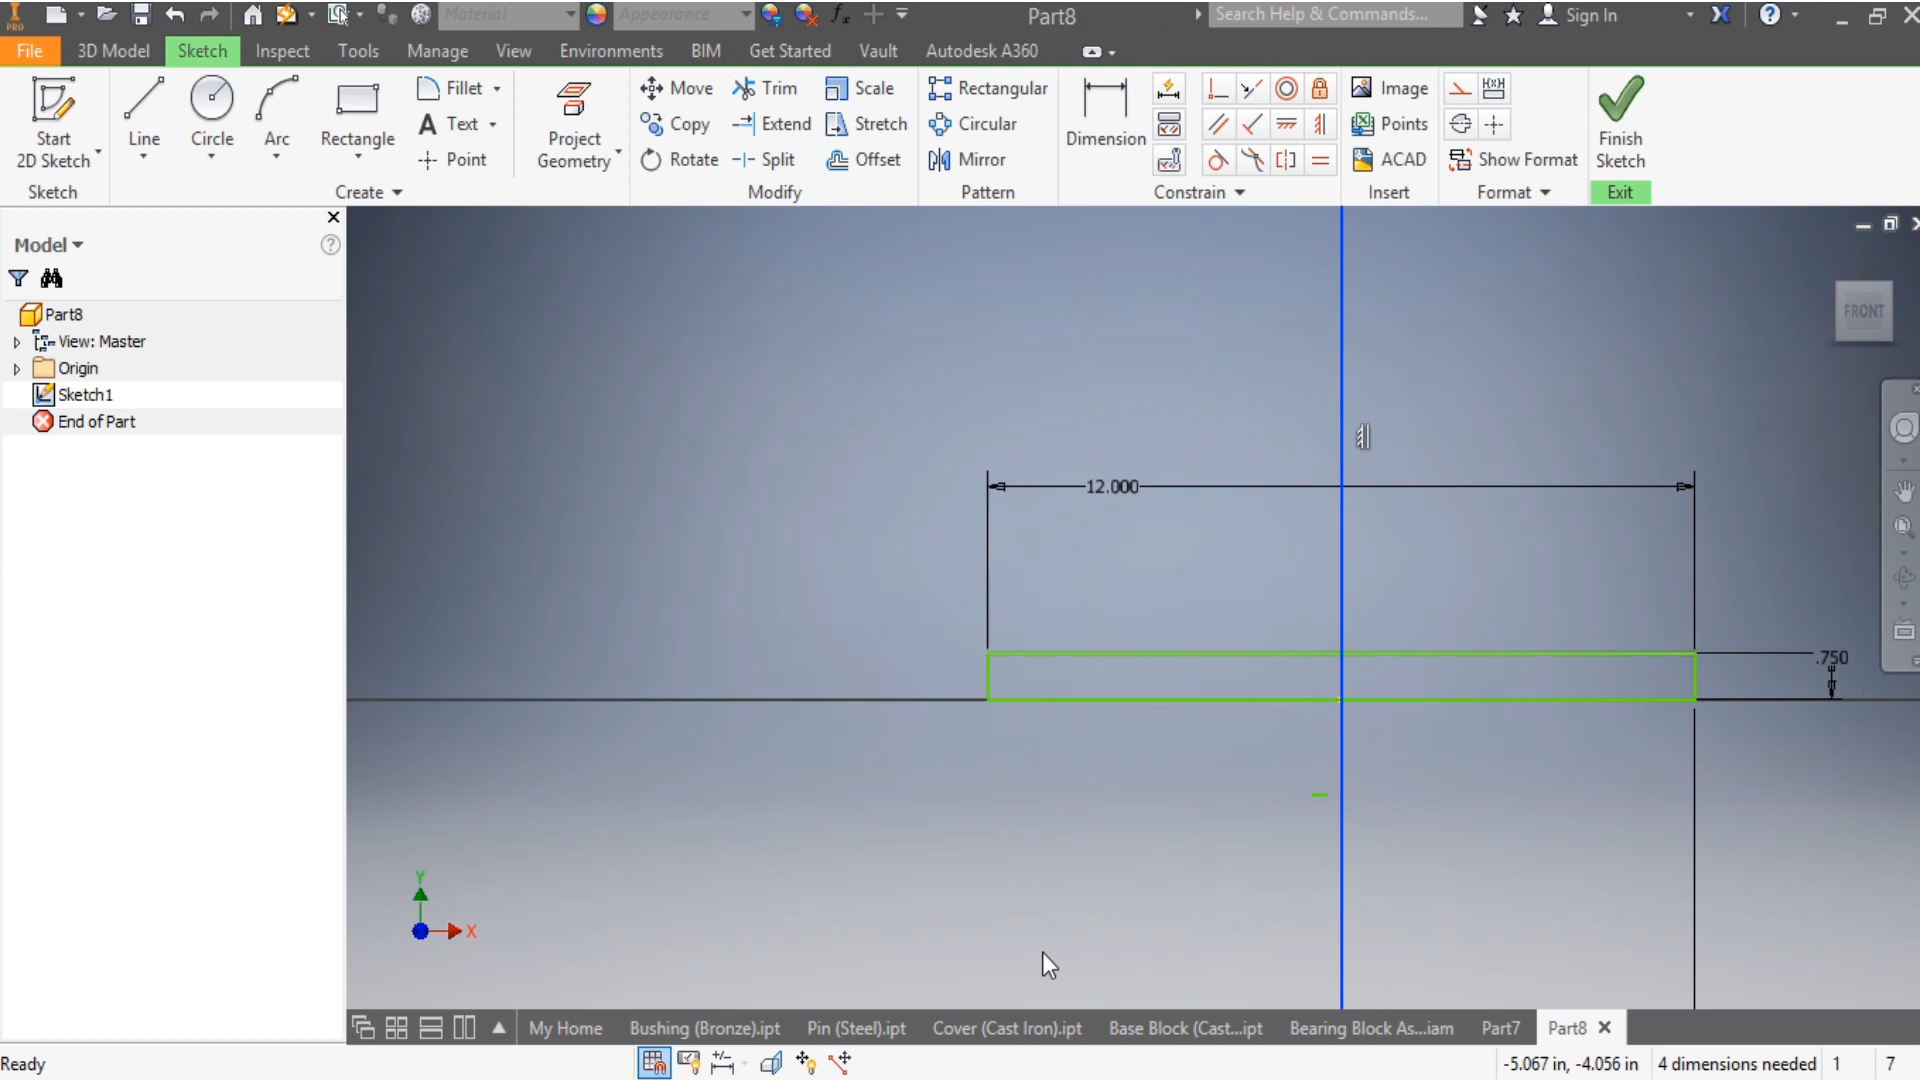 PRO
Material
Appearance
Part8
Search Help & Commands...
Sign In
File 3D Model Sketch Inspect Tools Manage View Environments BIM Get Started Vault Autodesk A360
Start
2D Sketch
Line
Circle
Arc
Rectangle
Fillet
Text
Point
Project
Geometry
Move
Copy
Rotate
Trim
Extend
Split
Scale
Stretch
Offset
Rectangular
Circular
Mirror
Dimension
Image
Points
ACAD
Show Format
Finish
Sketch
Sketch Create Modify Pattern Constrain Insert Format Exit
Model
Part8
View: Master
Origin
Sketch1
End of Part
FRONT
12.000
.750
Y
X
My Home Bushing (Bronze).ipt Pin (Steel).ipt Cover (Cast Iron).ipt Base Block (Cast...ipt Bearing Block As...iam Part7 Part8
Ready
-5.067 in, -4.056 in 4 dimensions needed 1 7